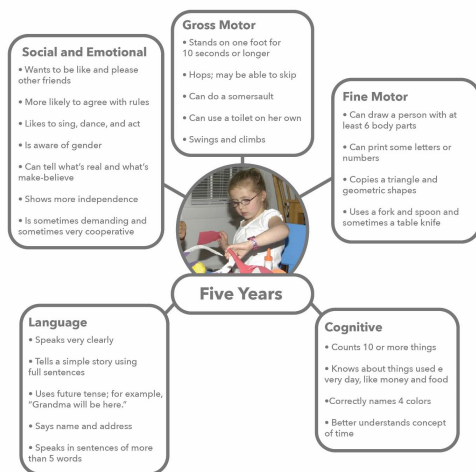 Social and Emotional
• Wants to be like and please
other friends
• More likely to agree with rules
• Likes to sing, dance, and act
• Is aware of gender
• Can tell what's real and what's
make-believe
• Shows more independence
• Is sometimes demanding and
sometimes very cooperative
Gross Motor
• Stands on one foot for
10 seconds or longer
• Hops; may be able to skip
• Can do a somersault
• Can use a toilet on her own
• Swings and climbs
Fine Motor
• Can draw a person with at
least 6 body parts
• Can print some letters or
numbers
• Copies a triangle and
geometric shapes
• Uses a fork and spoon and
sometimes a table knife
Five Years
Language
• Speaks very clearly
• Tells a simple story using
full sentences
• Uses future tense; for example,
"Grandma will be here."
• Says name and address
• Speaks in sentences of more
than 5 words
Cognitive
• Counts 10 or more things
• Knows about things used e
very day, like money and food
•Correctly names 4 colors
• Better understands concept
of time